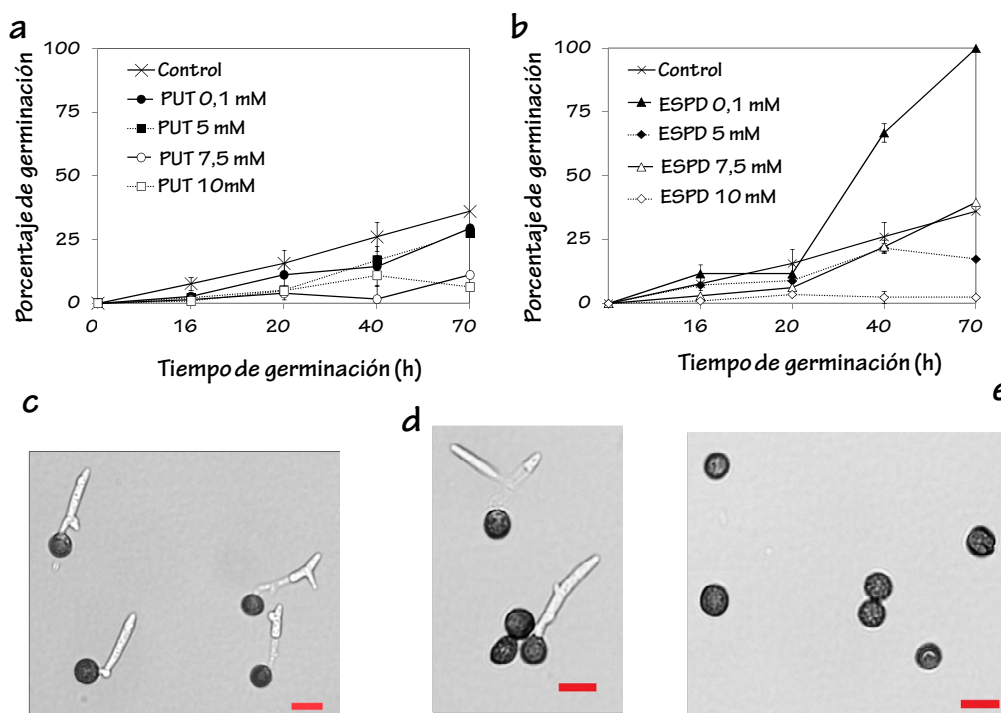 a
100
75
50
25
0
Porcentaje de germinación
Control
PUT 0,1 mM
PUT 5 mM
PUT 7,5 mM
PUT 10mM
0 16 20 40 70
Tiempo de germinación (h)
b
100
75
50
25
0
Porcentaje de germinación
Control
ESPD 0,1 mM
ESPD 5 mM
ESPD 7,5 mM
ESPD 10 mM
16 20 40 70
Tiempo de germinación (h)
c
d
e